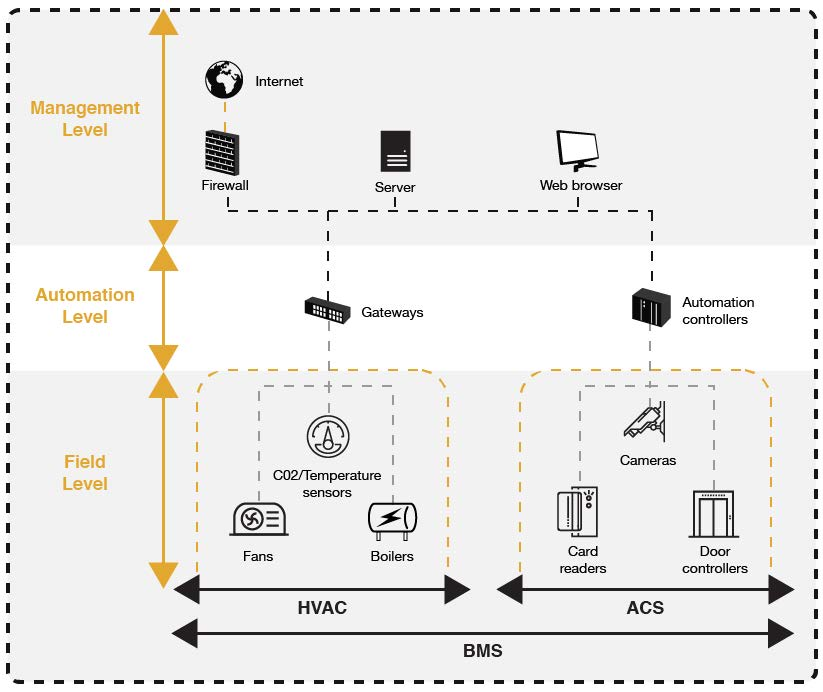 Management
Level
Internet
Firewall
Server
Web browser
Automation
Level
Gateways
Automation
controllers
Field
Level
C02/Temperature
sensors
Fans
Boilers
Cameras
Card
readers
Door
controllers
HVAC
ACS
BMS